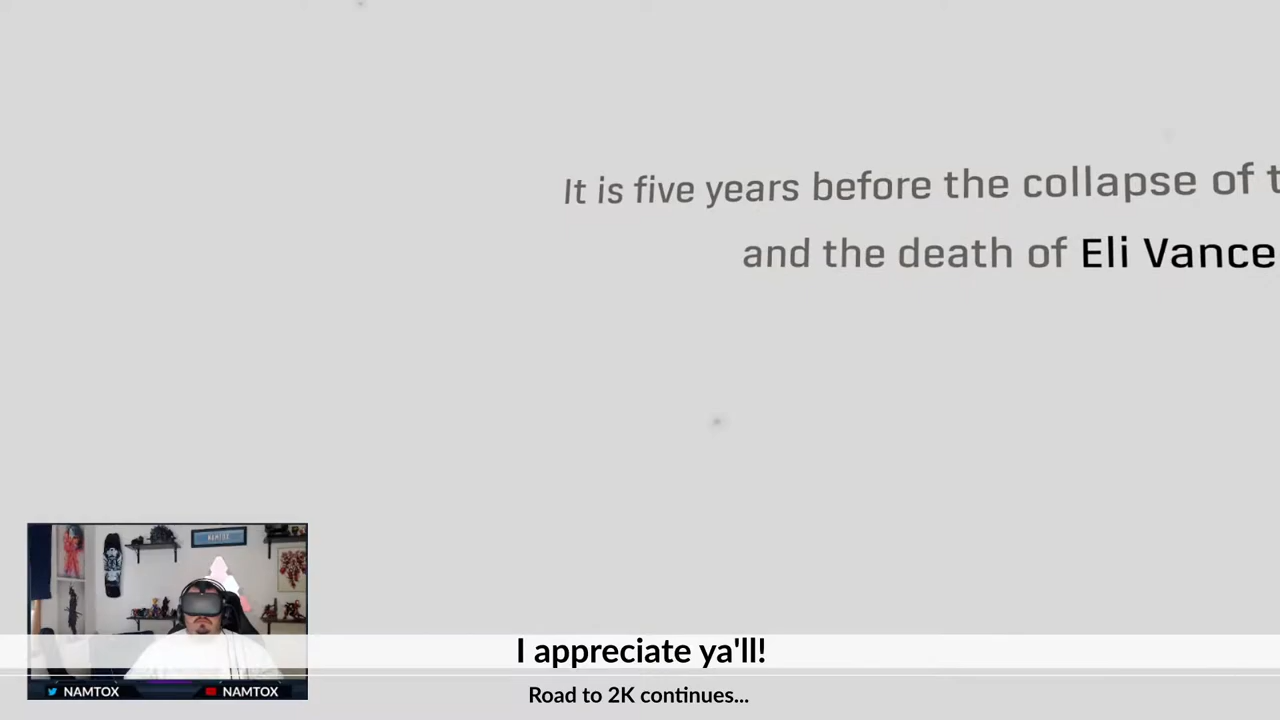 It is five years before the collapse of t
and the death of Eli Vance
NAMTOX
I appreciate ya'll!
NAMTOX
NAMTOX
Road to 2K continues...